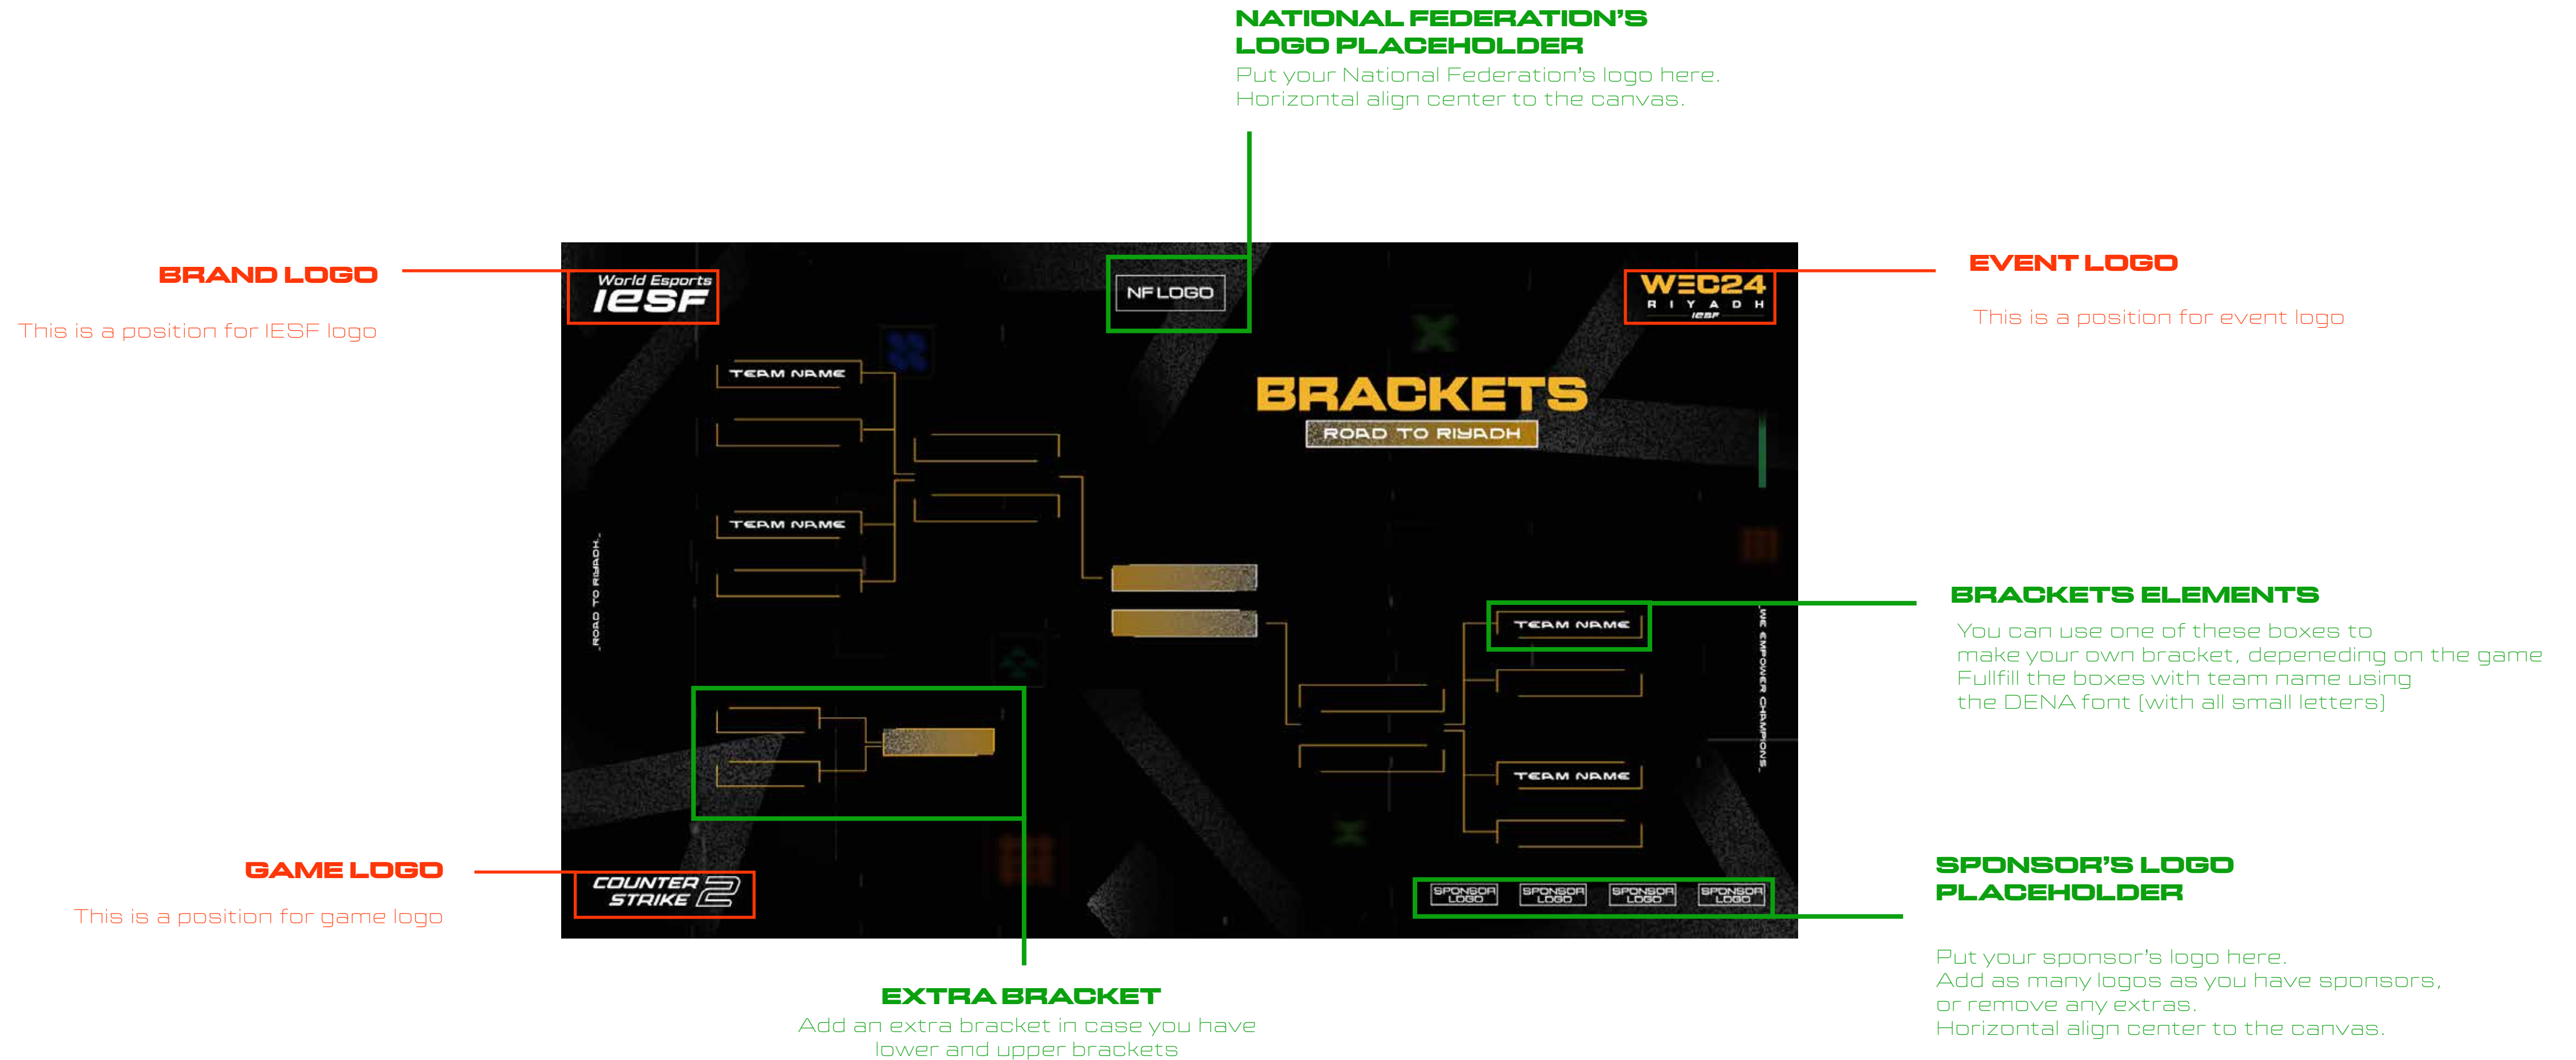 NATIONAL FEDERATION'S
LOGO PLACEHOLDER
Put your National Federation's logo here.
Horizontal align center to the canvas.
BRAND LOGO
This is a position for IESF logo
World Esports
IESF
NF LOGO
WEC24
RIYADH
IESF
EVENT LOGO
This is a position for event logo
TEAM NAME
BRACKETS
ROAD TO RIYADH
TEAM NAME
_ROAD TO RIYADH_
TEAM NAME
_WE EMPOWER CHAMPIONS_
BRACKETS ELEMENTS
You can use one of these boxes to
make your own bracket, depeneding on the game
Fullfill the boxes with team name using
the DENA font (with all small letters)
TEAM NAME
GAME LOGO
This is a position for game logo
COUNTER
STRIKE 2
SPONSOR
LOGO
SPONSOR
LOGO
SPONSOR
LOGO
SPONSOR
LOGO
SPONSOR'S LOGO
PLACEHOLDER
Put your sponsor's logo here.
Add as many logos as you have sponsors,
or remove any extras.
Horizontal align center to the canvas.
EXTRA BRACKET
Add an extra bracket in case you have
lower and upper brackets